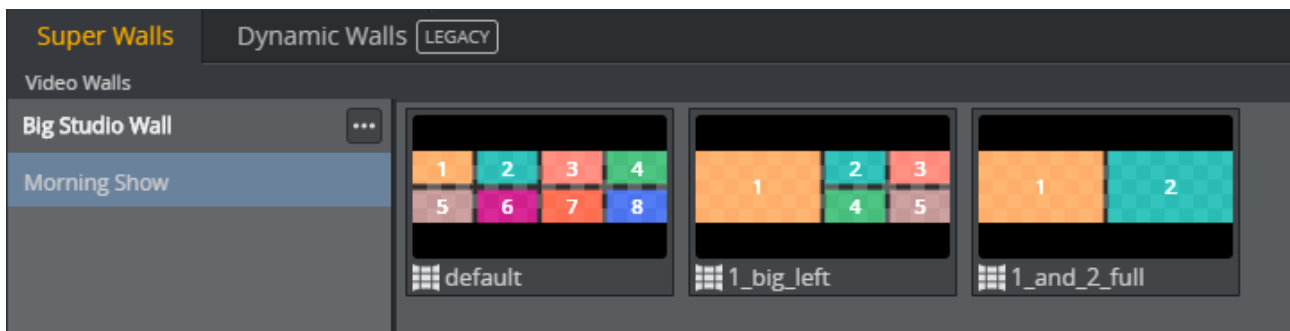 Super Walls Dynamic Walls LEGACY
Video Walls
Big Studio Wall ...
Morning Show
1 2 3 4
5 6 7 8
default
1 2 3
4 5
1_big_left
1 2
1_and_2_full